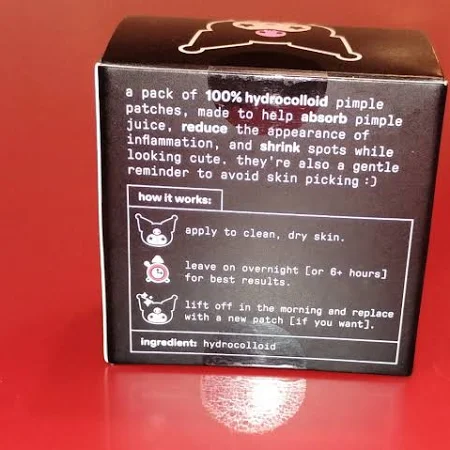 a pack of 100% hydrocolloid pimple
patches, made to help absorb pimple
juice, reduce the appearance of
inflammation, and shrink spots while
looking cute. they're also a gentle
reminder to avoid skin picking :)
how it works:
apply to clean, dry skin.
leave on overnight [or 6+ hours]
for best results.
lift off in the morning and replace
with a new patch [if you want].
ingredient: hydrocolloid